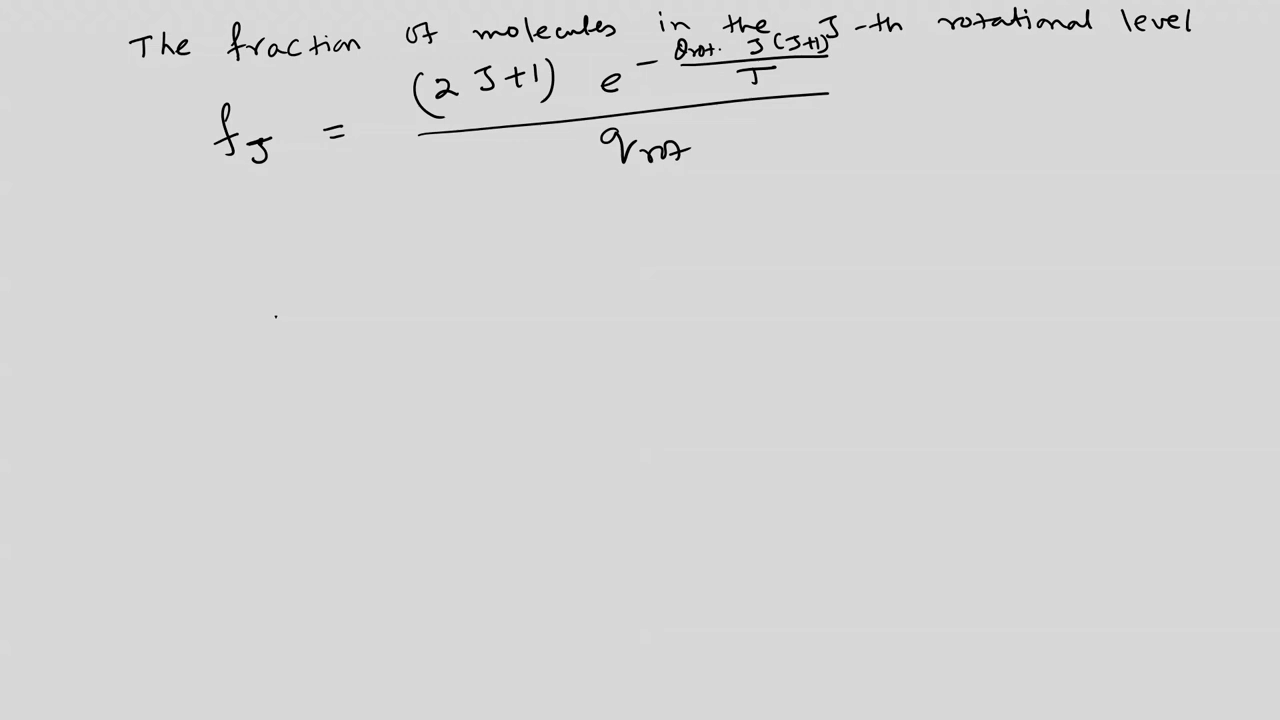 The fraction of molecules in the J-th rotational level
f_J = (2J+1) e^{-θrot. J(J+1)/T} / q_rot